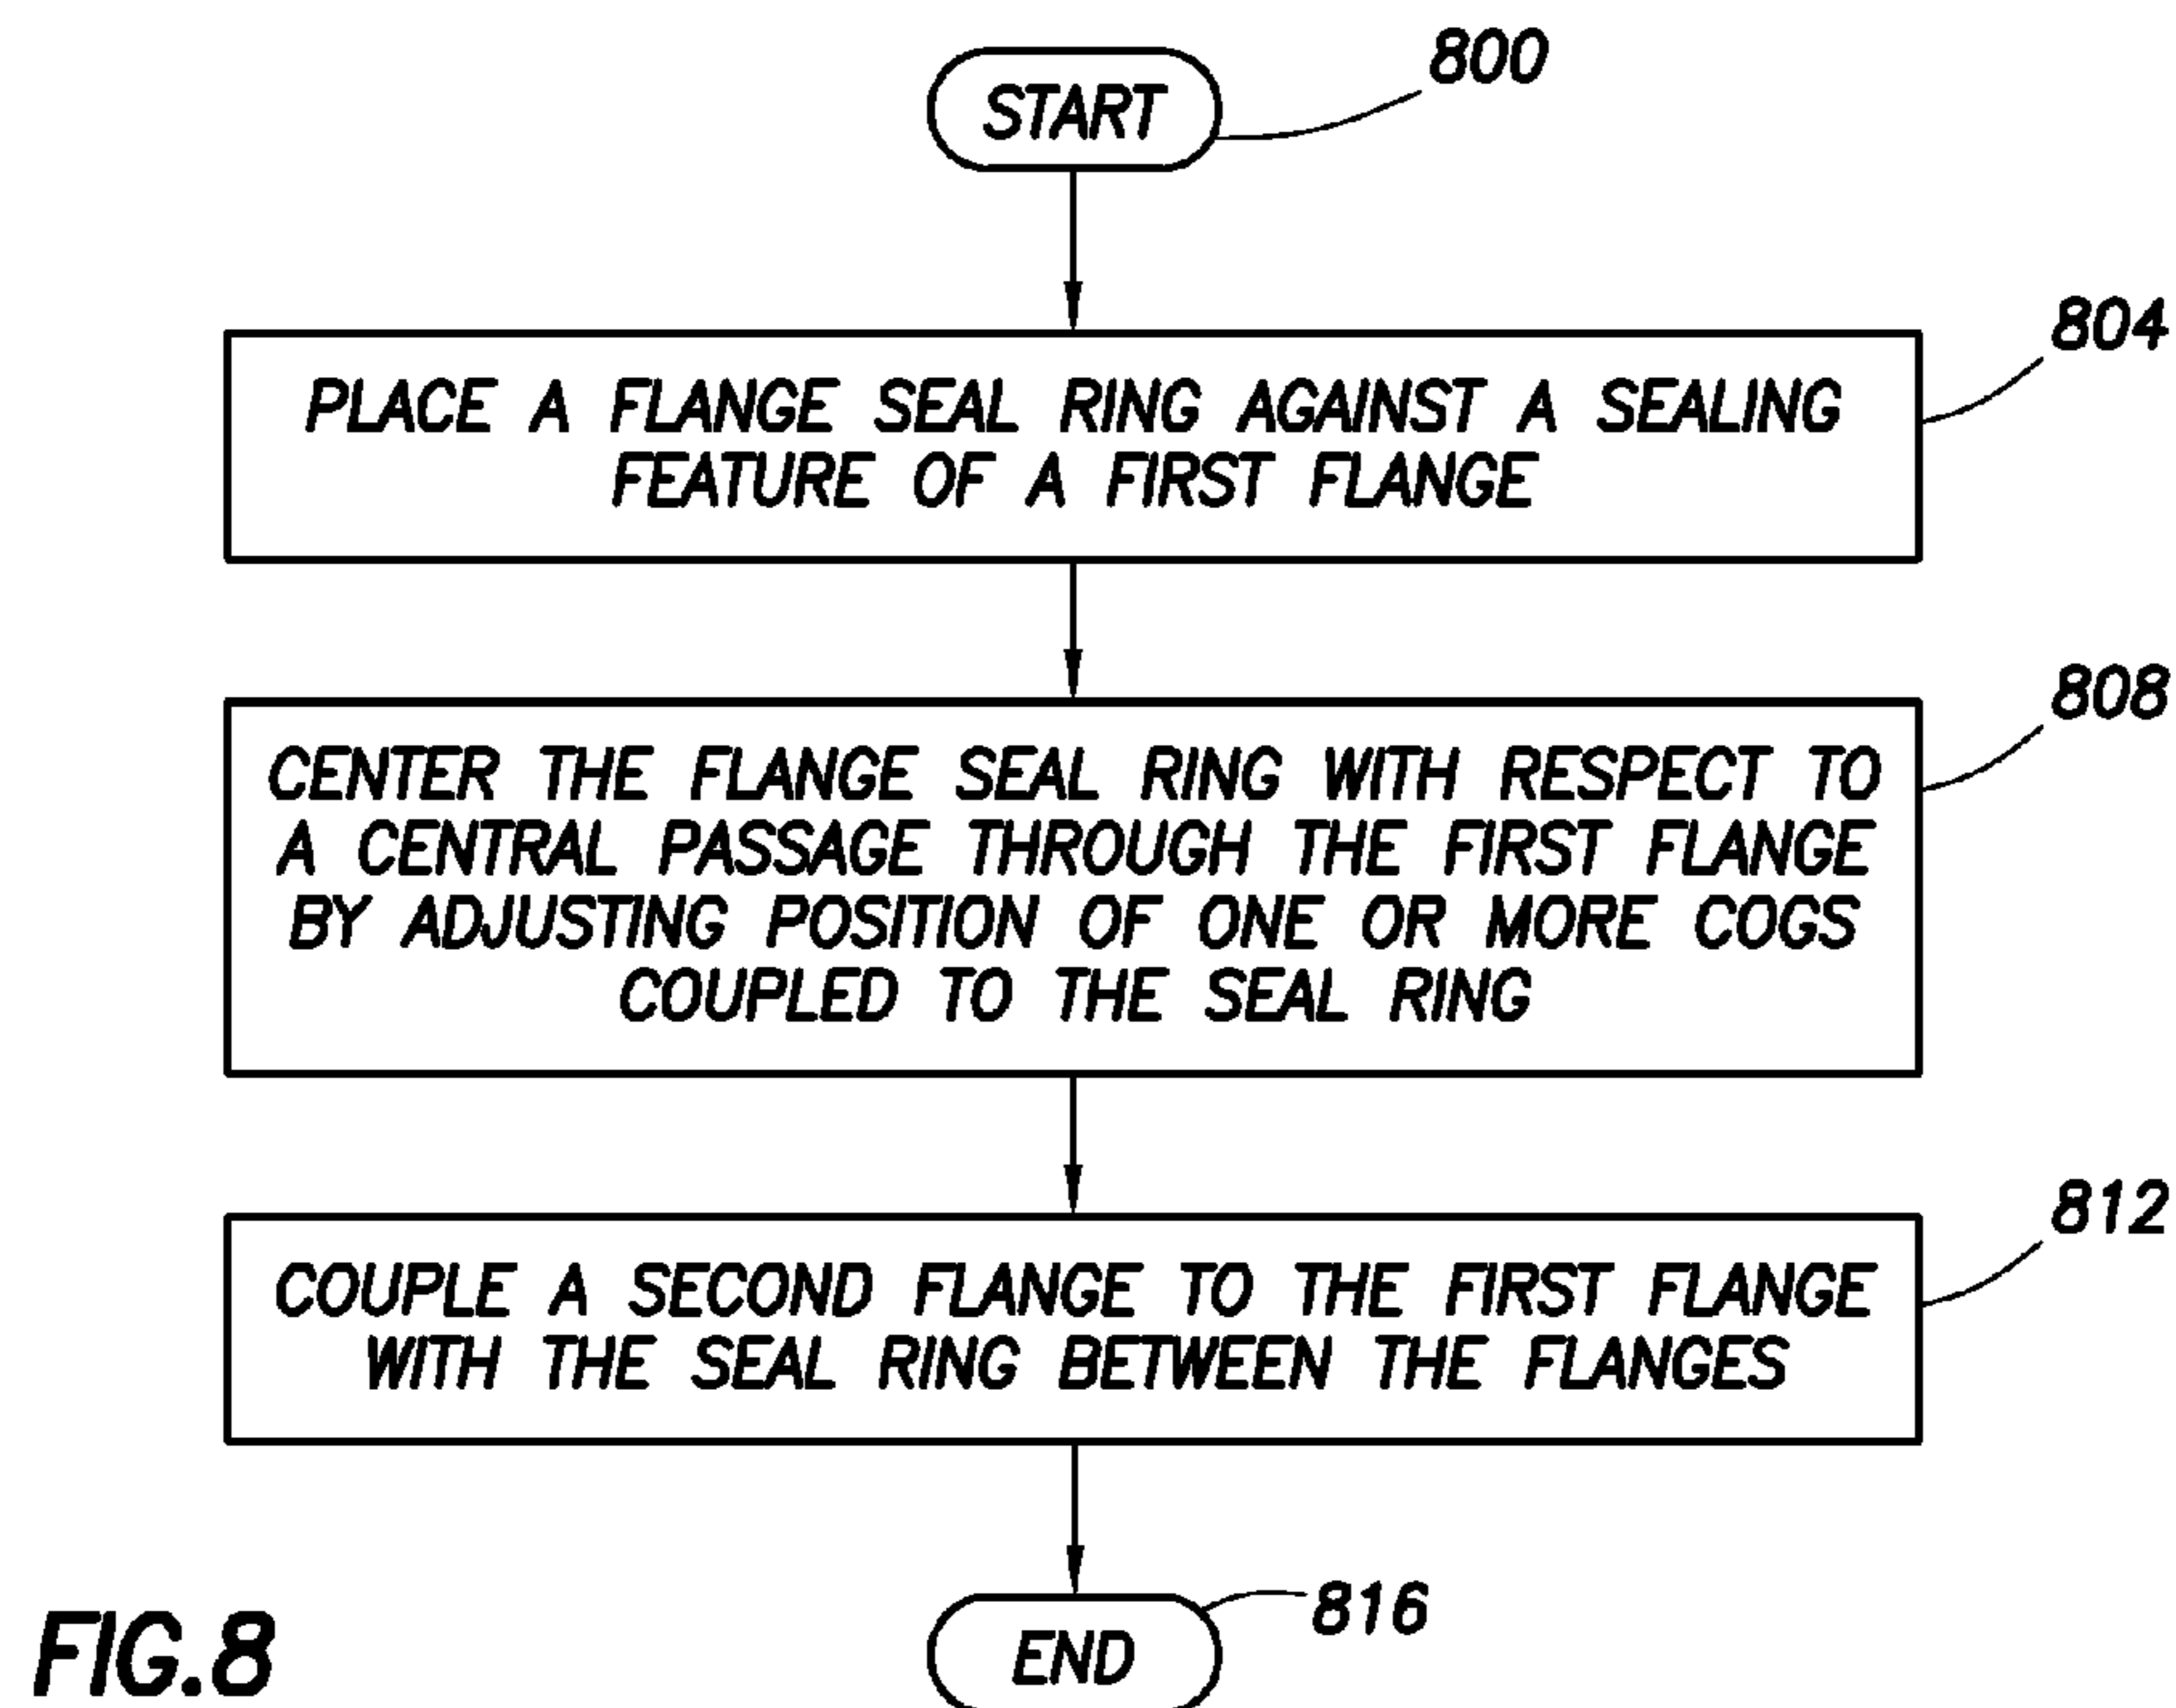 START
800
804
PLACE A FLANGE SEAL RING AGAINST A SEALING
FEATURE OF A FIRST FLANGE
808
CENTER THE FLANGE SEAL RING WITH RESPECT TO
A CENTRAL PASSAGE THROUGH THE FIRST FLANGE
BY ADJUSTING POSITION OF ONE OR MORE COGS
COUPLED TO THE SEAL RING
812
COUPLE A SECOND FLANGE TO THE FIRST FLANGE
WITH THE SEAL RING BETWEEN THE FLANGES
816
END
FIG.8